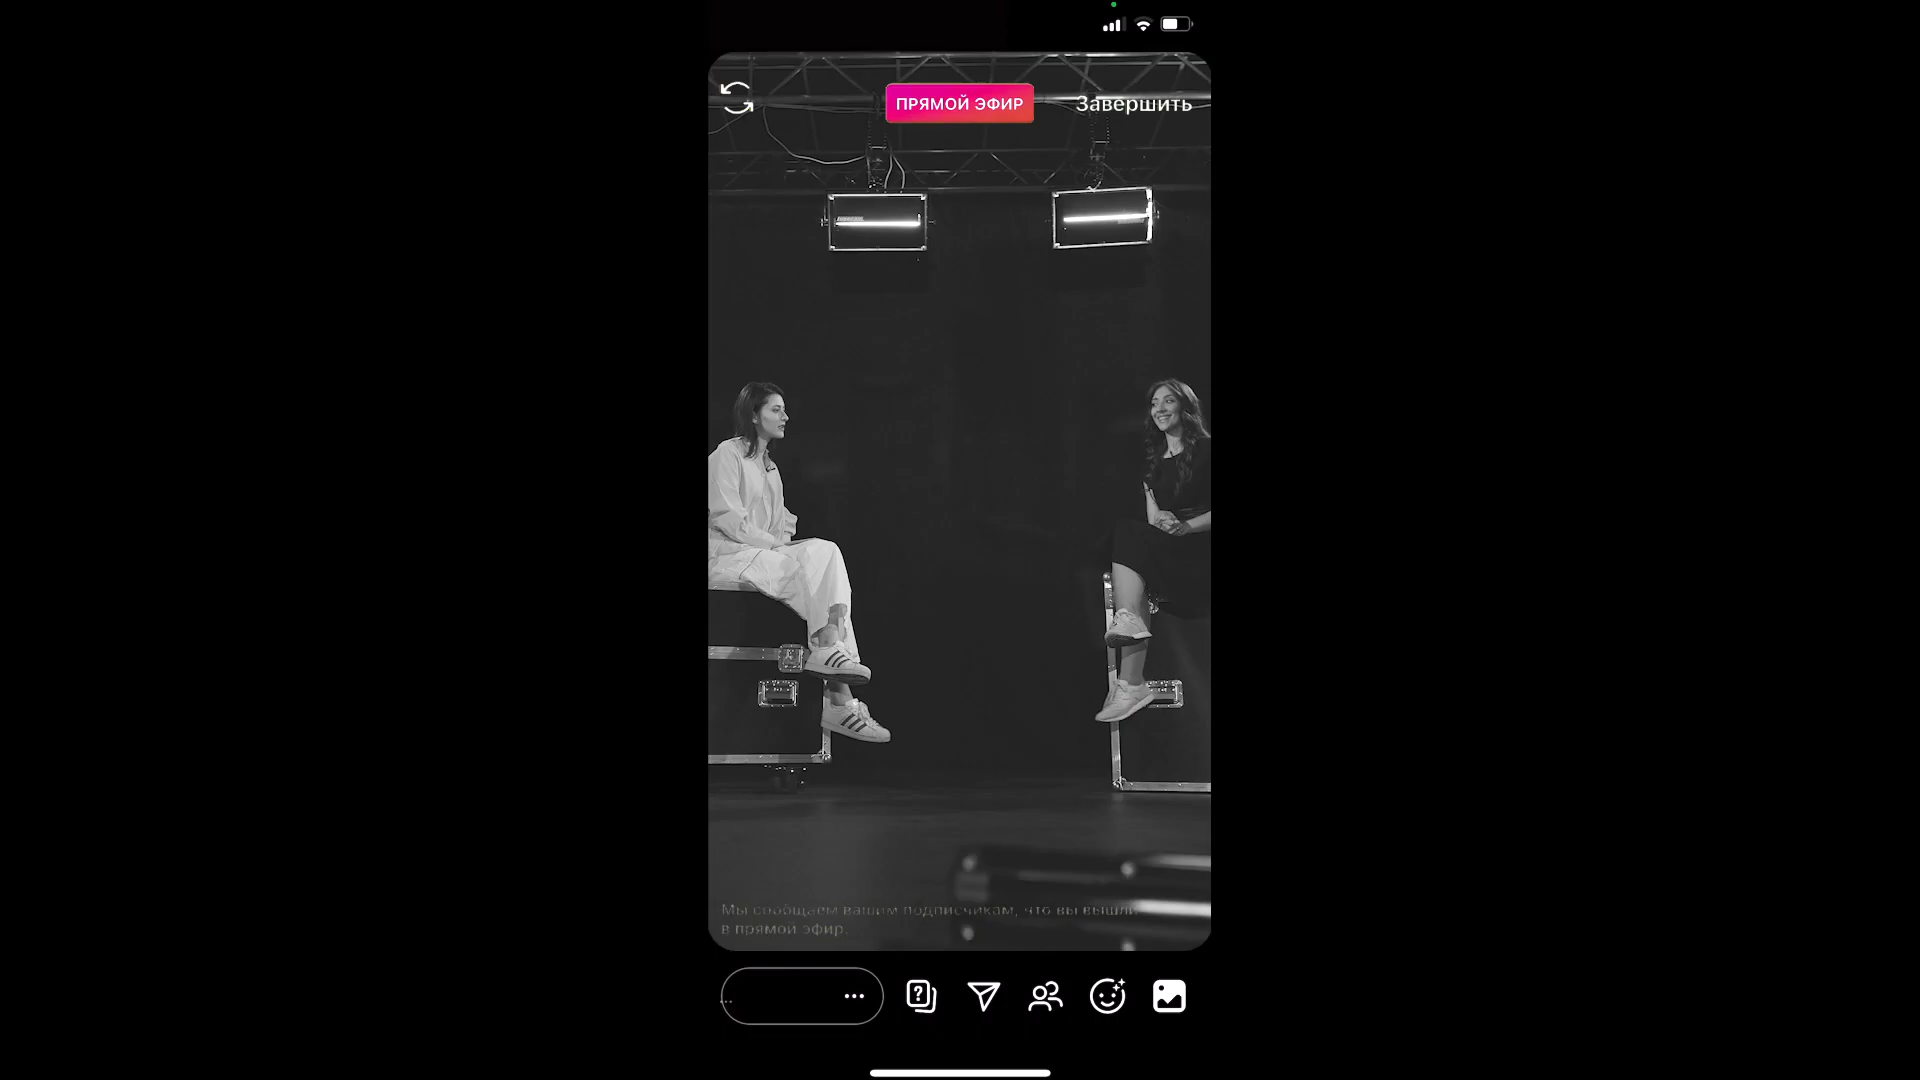 ПРЯМОЙ ЭФИР
Завершить
Мы сообщаем вашим подписчикам, что вы вышли
в прямой эфир.